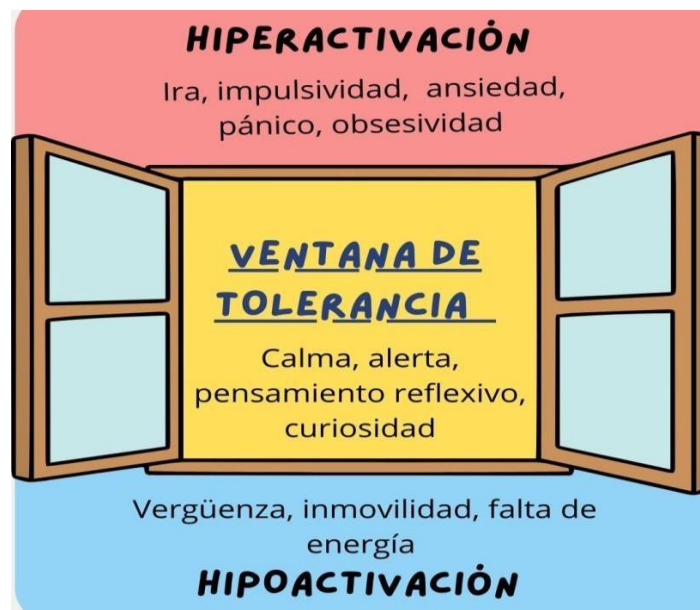 HIPERACTIVACIÓN
Ira, impulsividad, ansiedad,
pánico, obsesividad
VENTANA DE
TOLERANCIA
Calma, alerta,
pensamiento reflexivo,
curiosidad
Vergüenza, inmovilidad, falta de
energía
HIPOACTIVACIÓN